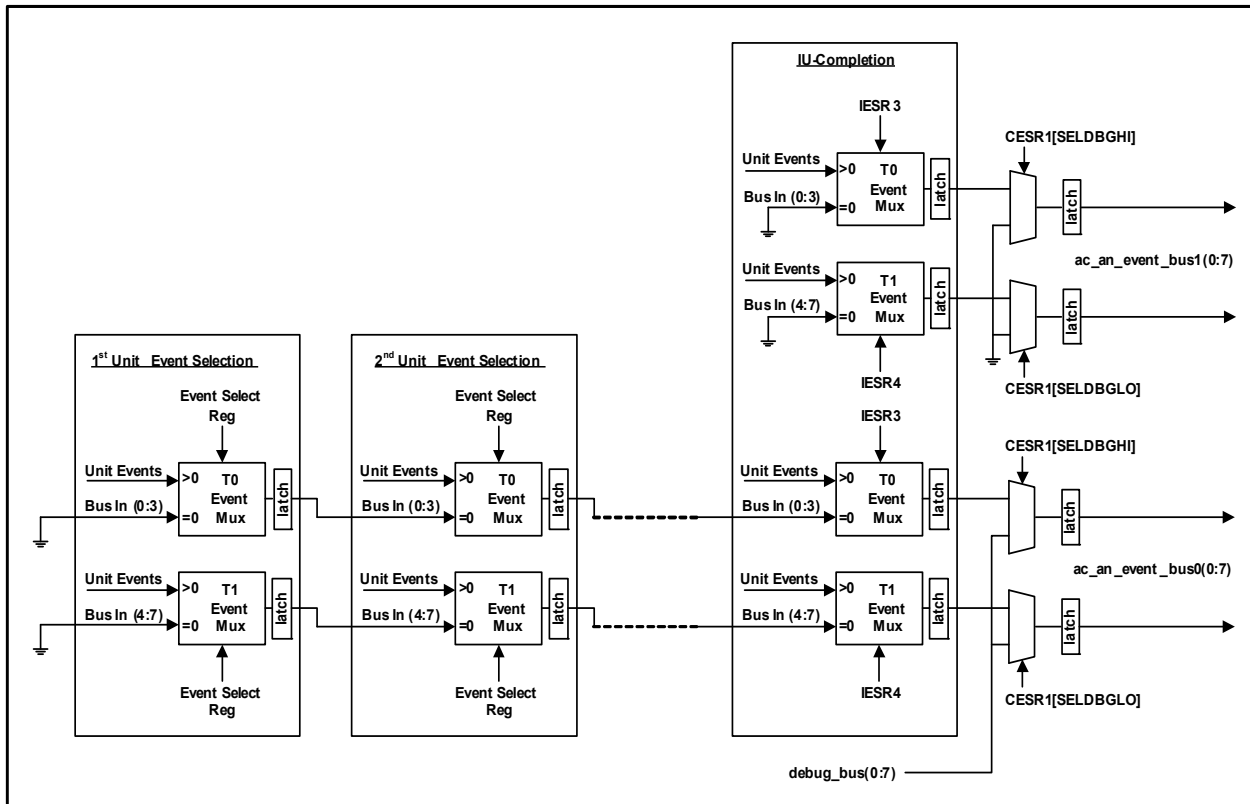 IU-Completion
IESR 3
CESR1[SELDBGHI]
Unit Events
>0
T0
Event
Mux
latch
Bus In (0:3)
=0
latch
ac_an_event_bus1(0:7)
Unit Events
>0
T1
Event
Mux
latch
Bus In (4:7)
=0
latch
IESR4
CESR1[SELDBGLO]
1st Unit Event Selection
2nd Unit Event Selection
Event Select
Reg
Event Select
Reg
IESR3
CESR1[SELDBGHI]
Unit Events
>0
T0
Event
Mux
latch
Bus In (0:3)
=0
Unit Events
>0
T0
Event
Mux
latch
Bus In (0:3)
=0
Unit Events
>0
T0
Event
Mux
latch
Bus In (0:3)
=0
latch
ac_an_event_bus0(0:7)
Unit Events
>0
T1
Event
Mux
latch
Bus In (4:7)
=0
Unit Events
>0
T1
Event
Mux
latch
Bus In (4:7)
=0
Unit Events
>0
T1
Event
Mux
latch
Bus In (4:7)
=0
latch
Event Select
Reg
Event Select
Reg
IESR4
CESR1[SELDBGLO]
debug_bus(0:7)